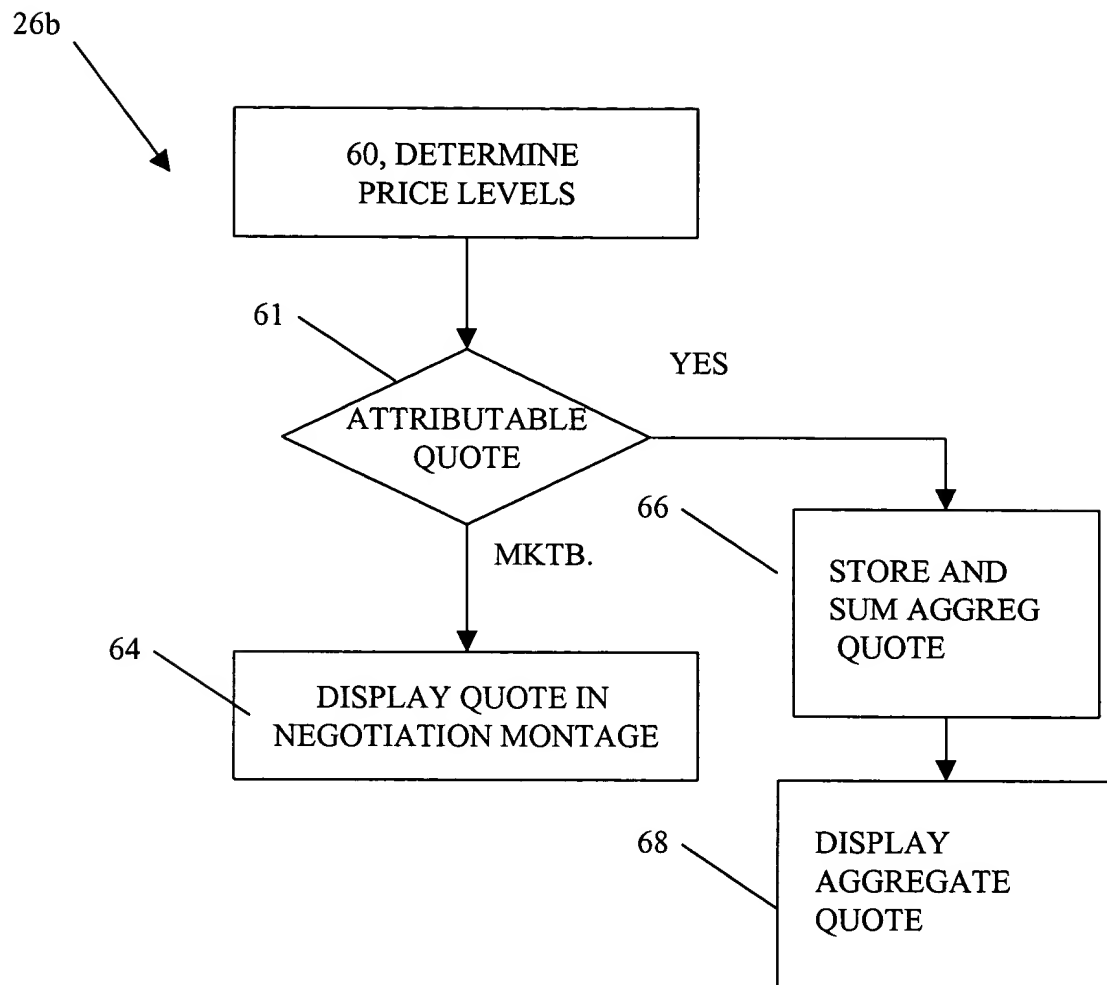 26b
60, DETERMINE
PRICE LEVELS
61
YES
ATTRIBUTABLE
QUOTE
66
MKTB.
STORE AND
SUM AGGREG
QUOTE
64
DISPLAY QUOTE IN
NEGOTIATION MONTAGE
68
DISPLAY
AGGREGATE
QUOTE